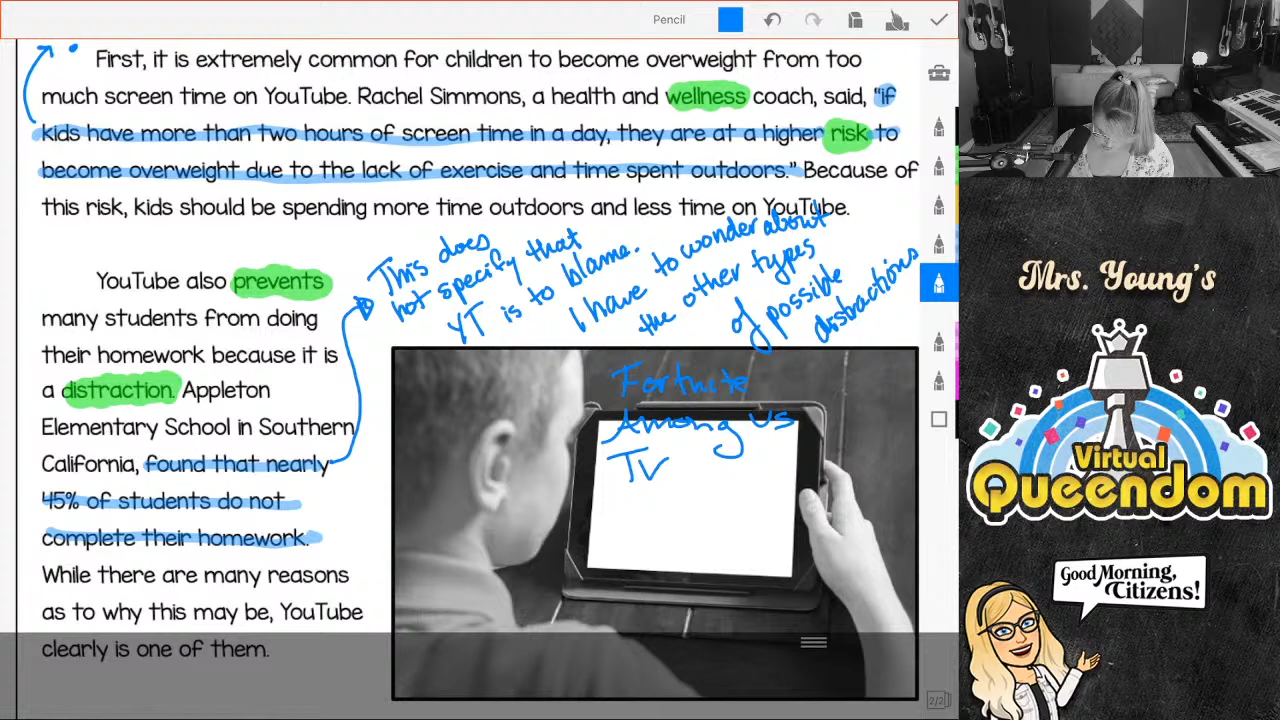 Pencil
First, it is extremely common for children to become overweight from too
much screen time on YouTube. Rachel Simmons, a health and wellness coach, said, "if
kids have more than two hours of screen time in a day, they are at a higher risk to
become overweight due to the lack of exercise and time spent outdoors." Because of
this risk, kids should be spending more time outdoors and less time on YouTube.
This does
not specify that
YT is to blame.
I have to wonder about
the other types
of possible
distractions
YouTube also prevents
many students from doing
their homework because it is
a distraction. Appleton
Elementary School in Southern
California, found that nearly
45% of students do not
complete their homework.
While there are many reasons
as to why this may be, YouTube
clearly is one of them.
Fortnite
Among Us
TV
2/2
Mrs. Young's
Virtual
Queendom
Good Morning,
Citizens!